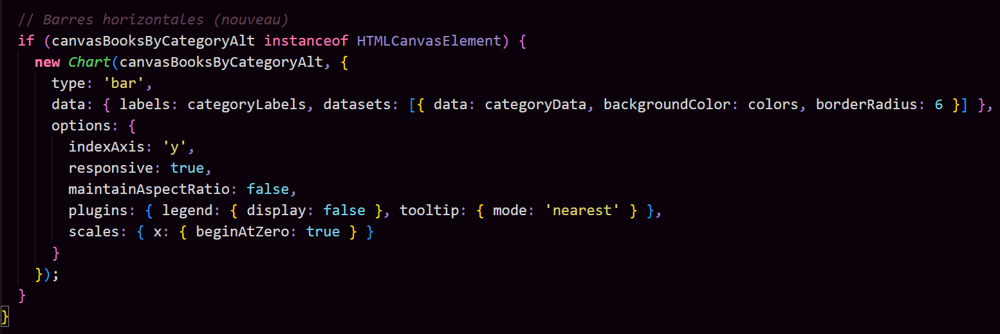 // Barres horizontales (nouveau)
if (canvasBooksByCategoryAlt instanceof HTMLCanvasElement) {
new Chart(canvasBooksByCategoryAlt, {
type: 'bar',
data: { labels: categoryLabels, datasets: [{ data: categoryData, backgroundColor: colors, borderRadius: 6 }] },
options: {
indexAxis: 'y',
responsive: true,
maintainAspectRatio: false,
plugins: { legend: { display: false }, tooltip: { mode: 'nearest' } },
scales: { x: { beginAtZero: true } }
}
});
}
}